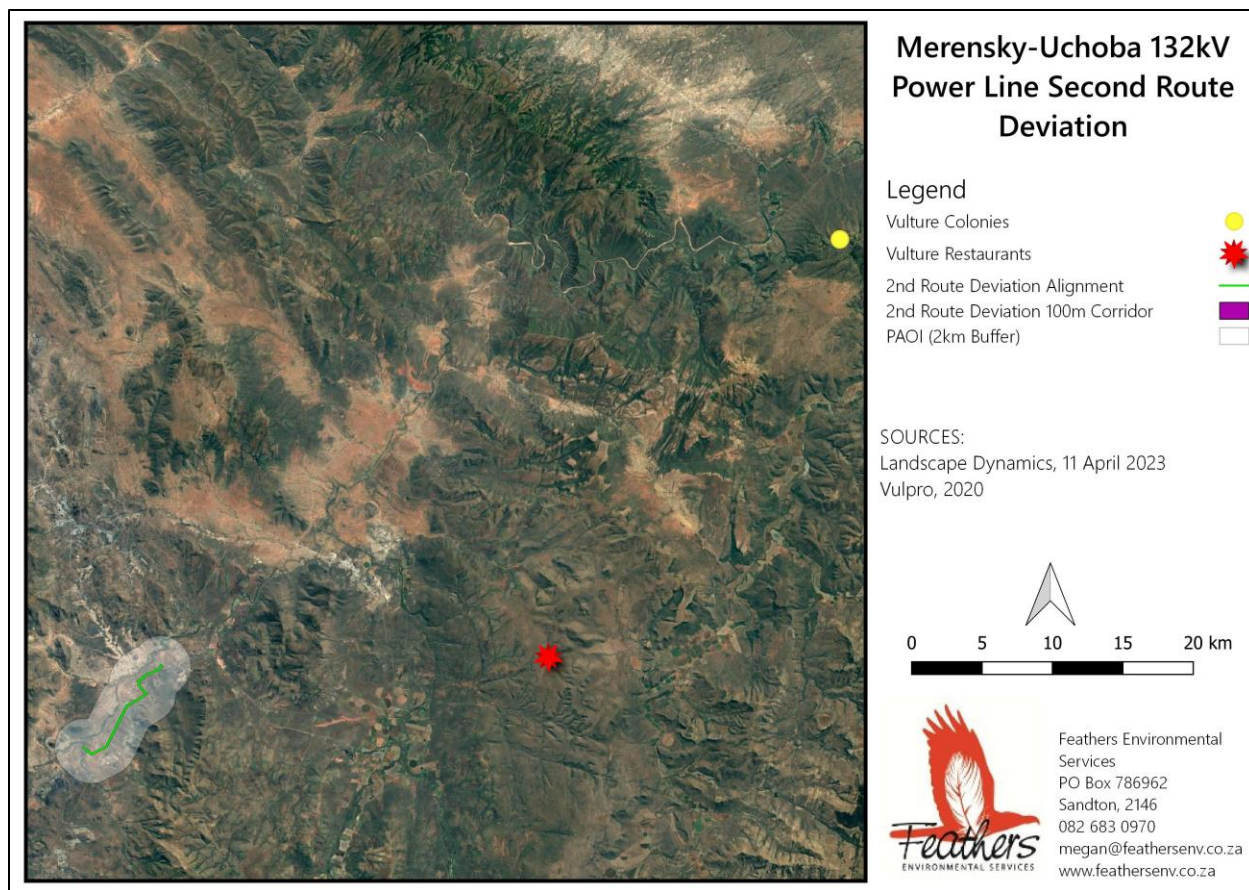 Merensky-Uchoba 132kV
Power Line Second Route
Deviation
Legend
Vulture Colonies
Vulture Restaurants
2nd Route Deviation Alignment
2nd Route Deviation 100m Corridor
PAOI (2km Buffer)
SOURCES:
Landscape Dynamics, 11 April 2023
Vulpro, 2020
0 5 10 15 20 km
Feathers
ENVIRONMENTAL SERVICES
Feathers Environmental
Services
PO Box 786962
Sandton, 2146
082 683 0970
megan@feathersenv.co.za
www.feathersenv.co.za